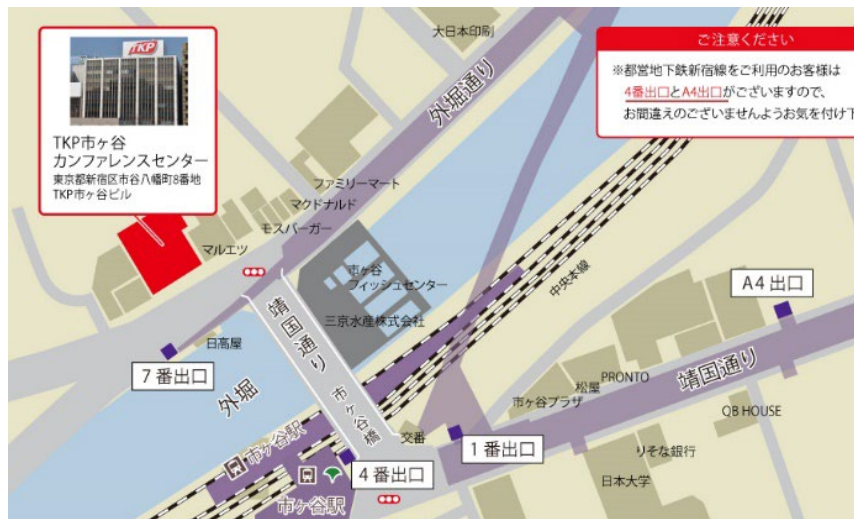 TKP
TKP市ヶ谷
カンファレンスセンター
東京都新宿区市谷八幡町8番地
TKP市ヶ谷ビル
大日本印刷
外堀通り
ご注意ください
※都営地下鉄新宿線をご利用のお客様は
4番出口とA4出口がございますので、
お間違えのございませんようお気を付け下
ファミリーマート
マクドナルド
モスバーガー
マルエツ
市ヶ谷
フィッシュセンター
三京水産株式会社
中央本線
A4出口
靖国通り
日高屋
7番出口
外堀
市ヶ谷橋
靖国通り
PRONTO
松屋
市ヶ谷プラザ
QB HOUSE
交番
1番出口
りそな銀行
日本大学
市ヶ谷駅
4番出口
市ヶ谷駅